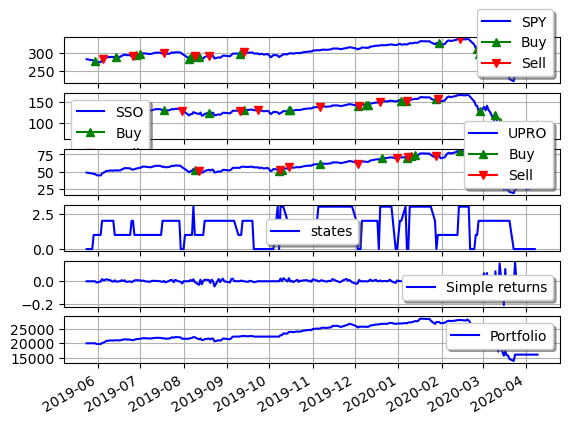 SPY
Buy
Sell
300
250
SSO
Buy
150
100
UPRO
Buy
Sell
75
50
25
states
2.5
0.0
Simple returns
0.0
−0.2
Portfolio
25000
20000
15000
2019-06
2019-07
2019-08
2019-09
2019-10
2019-11
2019-12
2020-01
2020-02
2020-03
2020-04